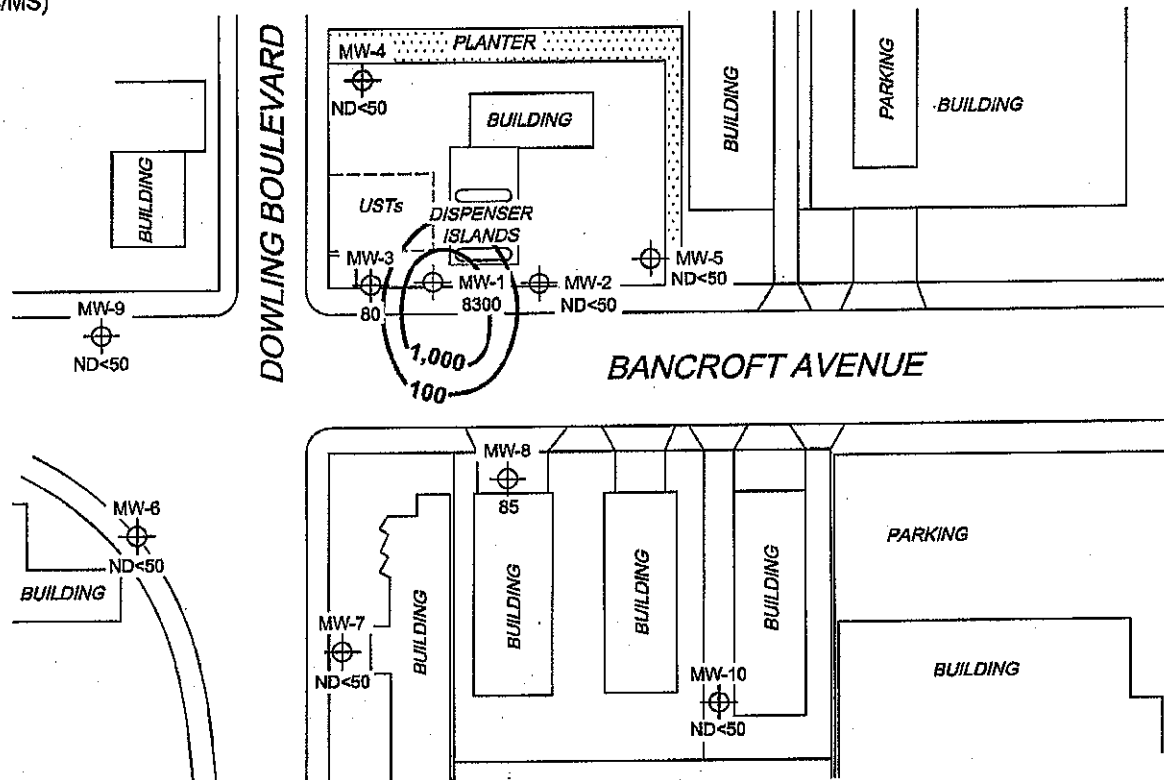 /MS)
DOWLING BOULEVARD
MW-4
ND<50
PLANTER
BUILDING
BUILDING
PARKING
BUILDING
BUILDING
USTs
DISPENSER
ISLANDS
MW-3
80
MW-1
8300
MW-2
ND<50
MW-5
ND<50
MW-9
ND<50
1,000
100
BANCROFT AVENUE
MW-8
85
MW-6
ND<50
BUILDING
MW-7
ND<50
BUILDING
BUILDING
BUILDING
BUILDING
MW-10
ND<50
PARKING
BUILDING